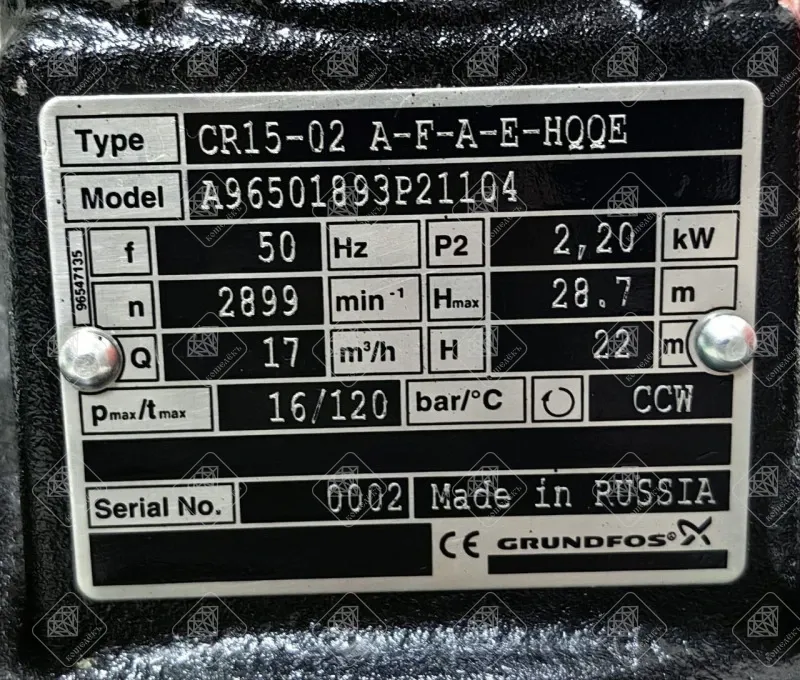 Type CR15-02 A-F-A-E-HQQE
Model A96501893P21104
96547135
f 50 Hz P2 2,20 kW
n 2899 min⁻¹ Hmax 28.7 m
Q 17 m³/h H 22 m
pmax/tmax 16/120 bar/°C CCW
Serial No. 0002 Made in RUSSIA
CE GRUNDFOS®